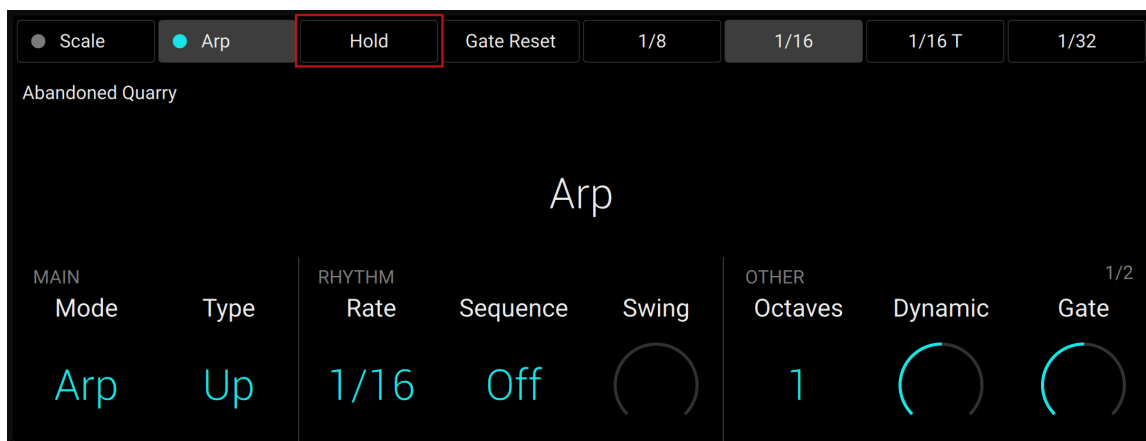 Scale Arp Hold Gate Reset 1/8 1/16 1/16 T 1/32
Abandoned Quarry
Arp
MAIN RHYTHM OTHER 1/2
Mode Type Rate Sequence Swing Octaves Dynamic Gate
Arp Up 1/16 Off 1